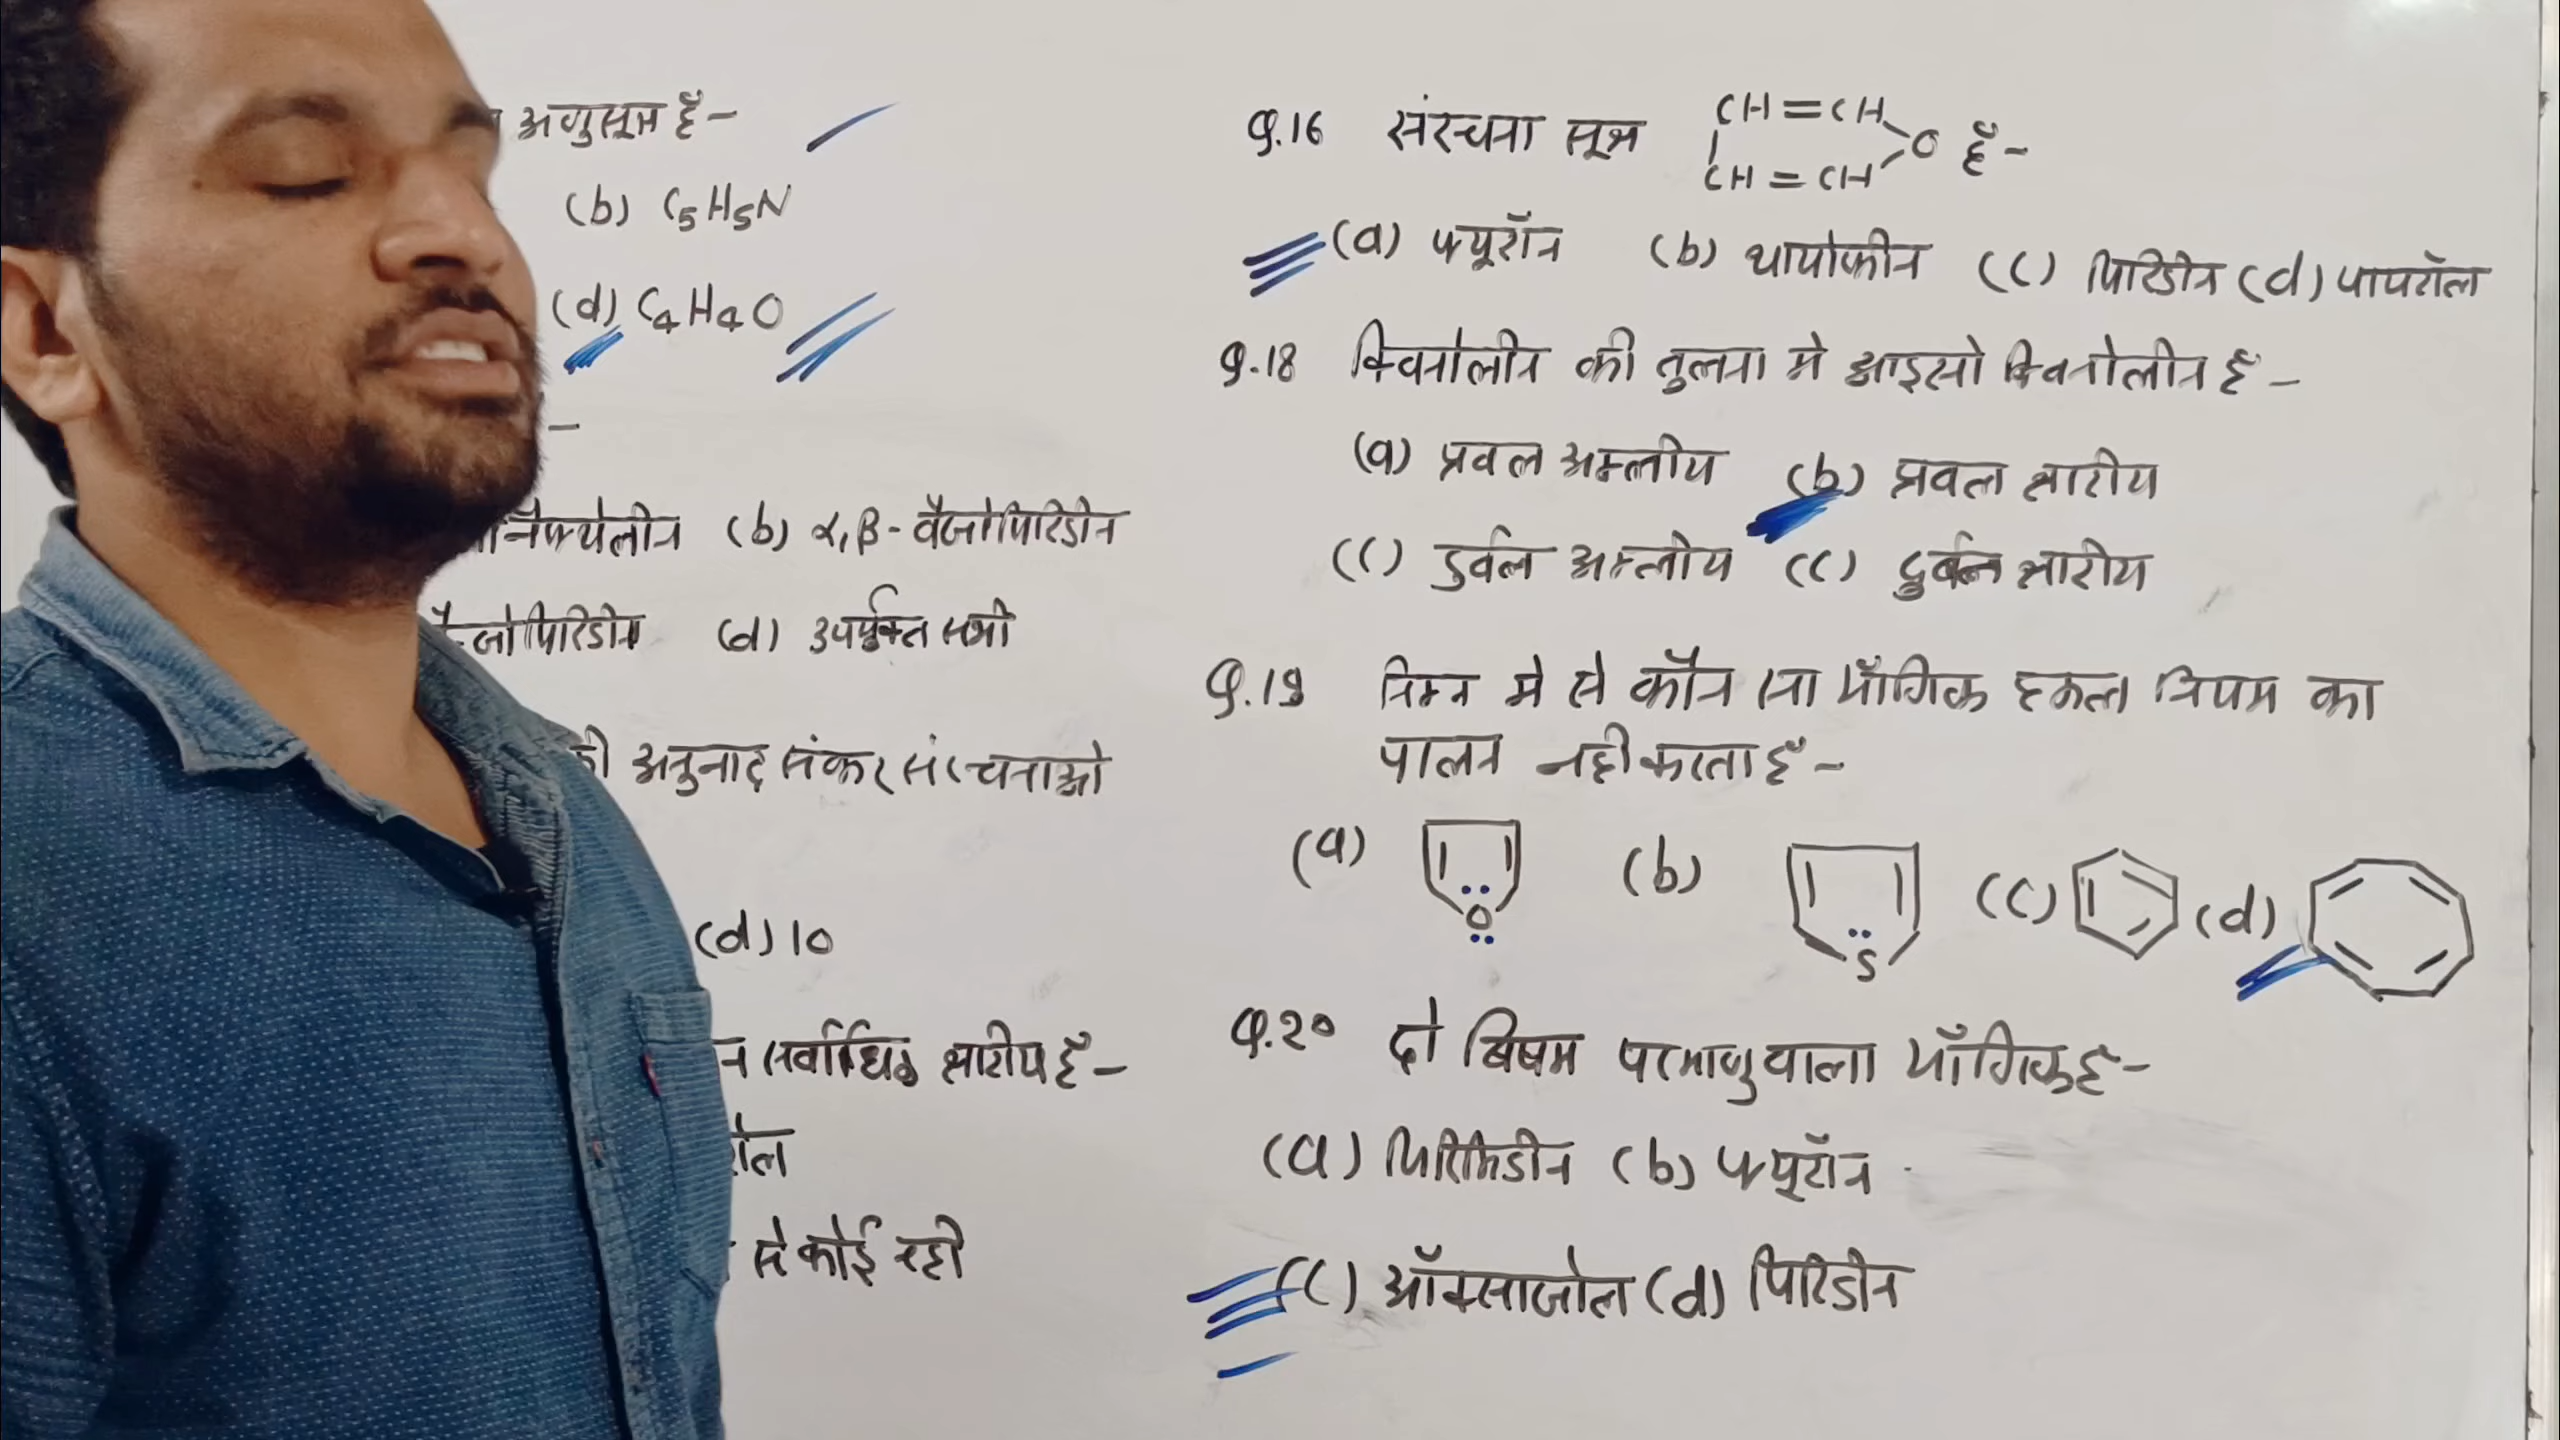 अणुसूत्र है-
(b) C5H5N
(d) C4H4O
-
नैफ्थेलीन (b) α,β- बैंजोपिरिडीन
बैंजोपिरिडीन (d) उपर्युक्त सभी
की अनुनाद संकर संरचनाओ
(d) 10
न सर्वाधिक क्षारीय है-
रोल
से कोई नही
Q.16 संरचना सूत्र CH=CH
O है-
CH=CH
(a) फ्यूरॉन (b) थायोफीन (c) पिरिडीन (d) पायरॉल
Q.18 क्विनोलीन की तुलना मे आइसो क्विनोलीन है-
(a) प्रबल अम्लीय (b) प्रबल क्षारीय
(c) दुर्बल अम्लीय (c) दुर्बल क्षारीय
Q.19 निम्न मे से कौन सा यौगिक हकल नियम का
पालन नही करता है-
(a) O (b) S (c) (d)
Q.20 दो बिषम परमाणु वाला यौगिक है-
(a) पिरिमिडीन (b) फ्यूरॉन
(c) ऑक्साजोल (d) पिरिडीन